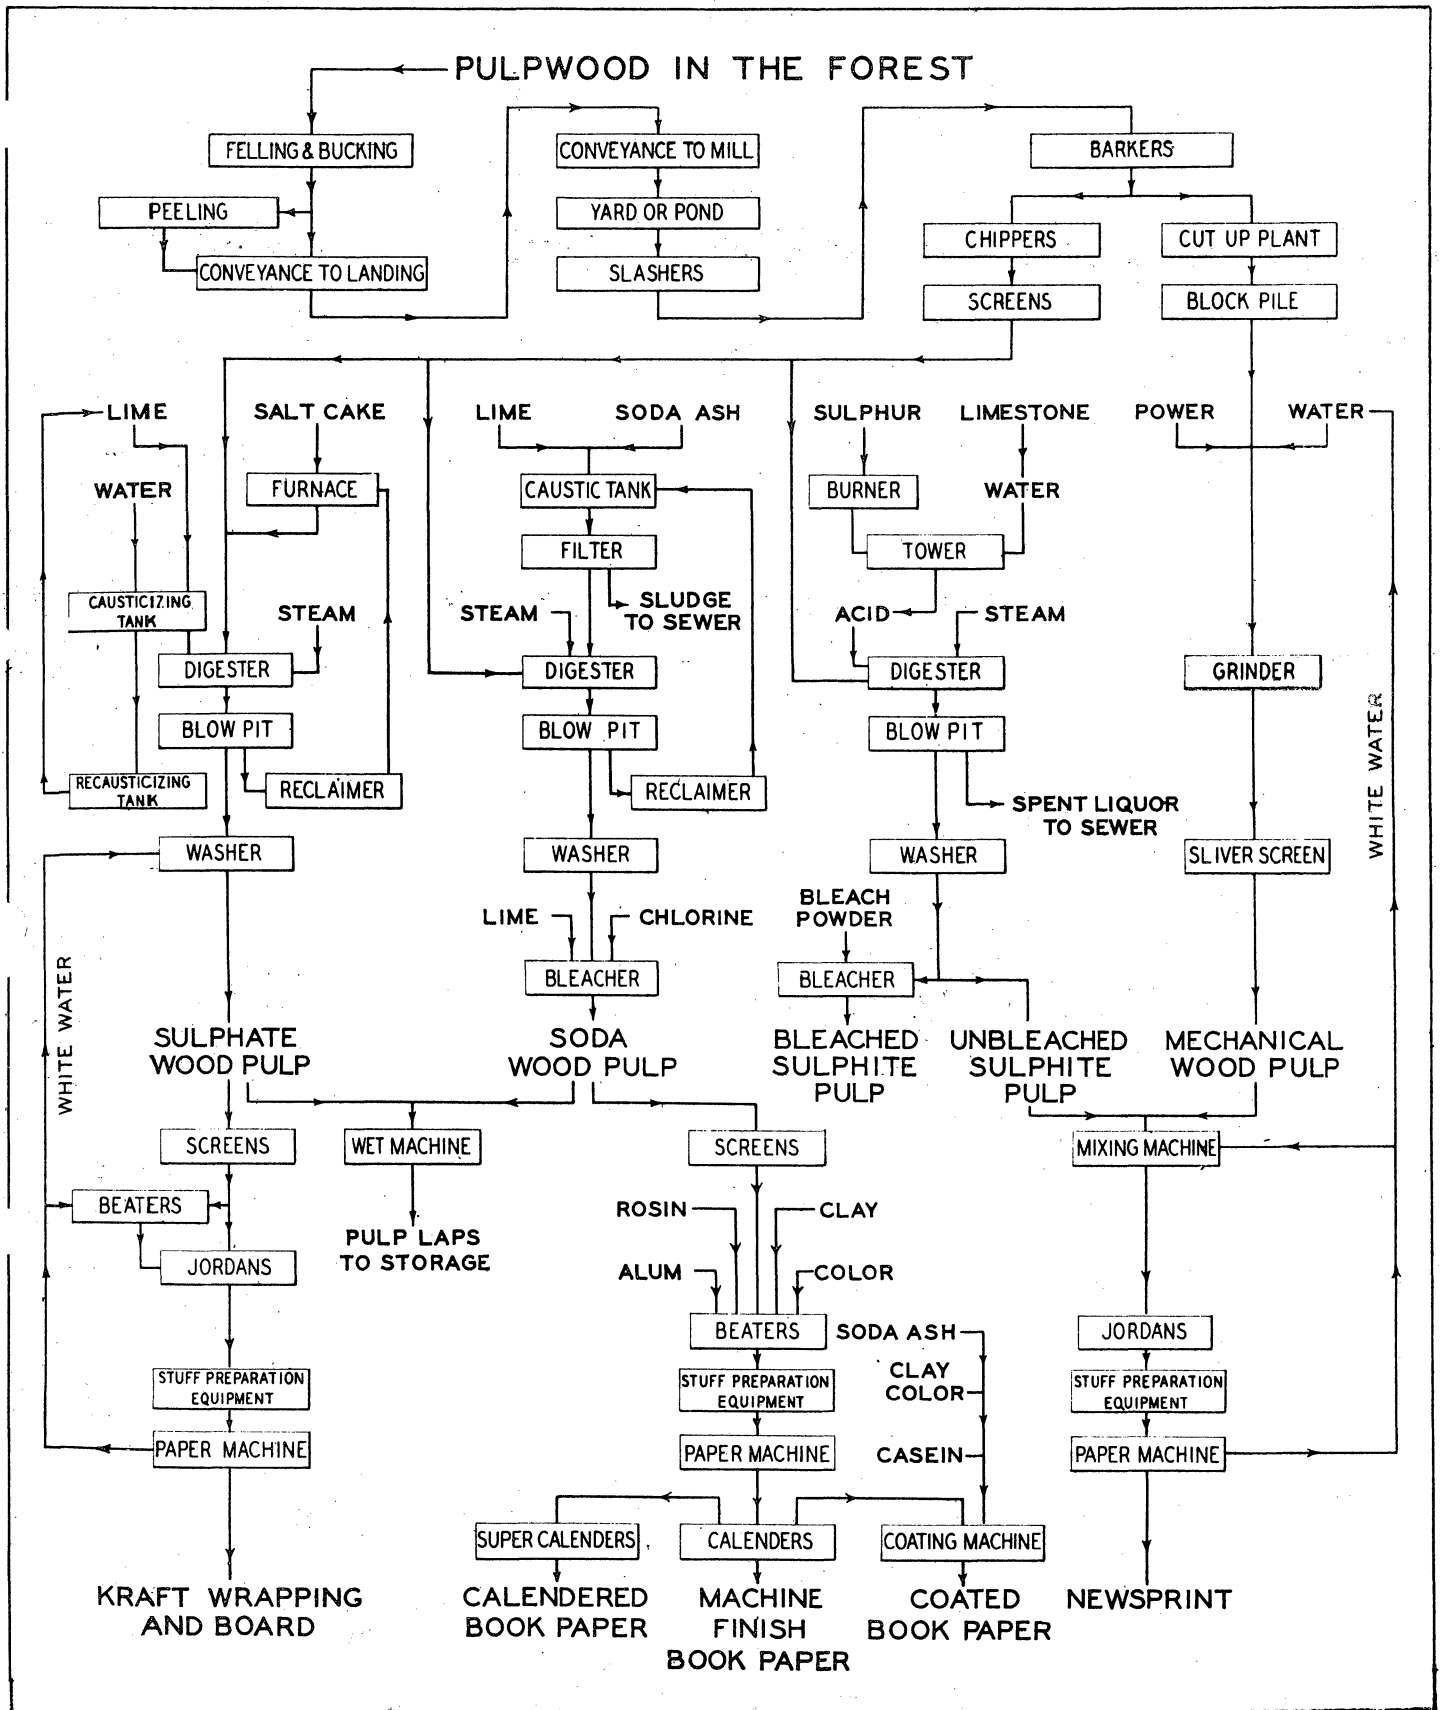 PULPWOOD IN THE FOREST
FELLING & BUCKING
CONVEYANCE TO MILL
BARKERS
PEELING
YARD OR POND
CHIPPERS
CUT UP PLANT
CONVEYANCE TO LANDING
SLASHERS
SCREENS
BLOCK PILE
LIME
SALT CAKE
LIME
SODA ASH
SULPHUR
LIMESTONE
POWER
WATER
WATER
FURNACE
CAUSTIC TANK
BURNER
WATER
FILTER
TOWER
CAUSTICIZING
TANK
STEAM
STEAM
SLUDGE
TO SEWER
ACID
STEAM
DIGESTER
DIGESTER
DIGESTER
GRINDER
BLOW PIT
BLOW PIT
BLOW PIT
WHITE WATER
RECAUSTICIZING
TANK
RECLAIMER
RECLAIMER
SPENT LIQUOR
TO SEWER
WASHER
WASHER
WASHER
SLIVER SCREEN
LIME
CHLORINE
BLEACH
POWDER
BLEACHER
BLEACHER
WHITE WATER
SULPHATE
WOOD PULP
SODA
WOOD PULP
BLEACHED
SULPHITE
PULP
UNBLEACHED
SULPHITE
PULP
MECHANICAL
WOOD PULP
SCREENS
WET MACHINE
SCREENS
MIXING MACHINE
BEATERS
PULP LAPS
TO STORAGE
ROSIN
CLAY
JORDANS
ALUM
COLOR
BEATERS
SODA ASH
JORDANS
STUFF PREPARATION
EQUIPMENT
STUFF PREPARATION
EQUIPMENT
CLAY
COLOR
STUFF PREPARATION
EQUIPMENT
PAPER MACHINE
PAPER MACHINE
CASEIN
PAPER MACHINE
SUPER CALENDERS
CALENDERS
COATING MACHINE
KRAFT WRAPPING
AND BOARD
CALENDERED
BOOK PAPER
MACHINE
FINISH
BOOK PAPER
COATED
BOOK PAPER
NEWSPRINT